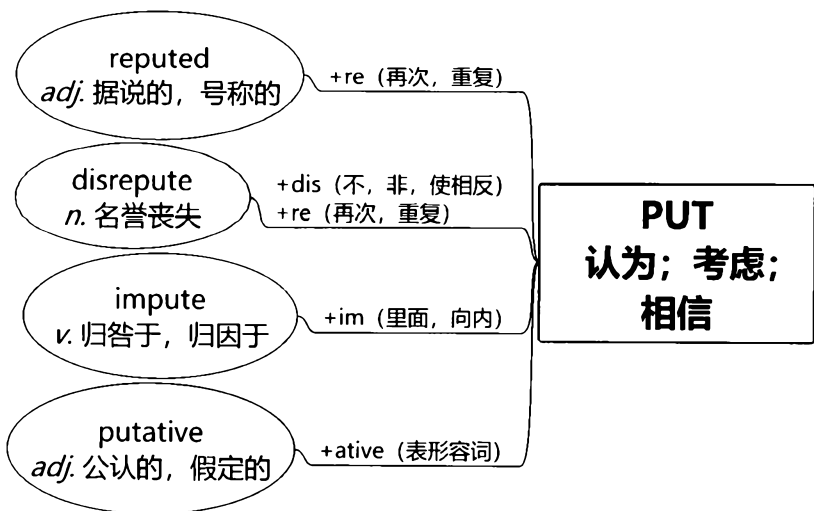 reputed
adj. 据说的，号称的
+re（再次，重复）
disrepute
n. 名誉丧失
+dis（不，非，使相反）
+re（再次，重复）
impute
v. 归咎于，归因于
+im（里面，向内）
putative
adj. 公认的，假定的
+ative（表形容词）
PUT
认为；考虑；
相信